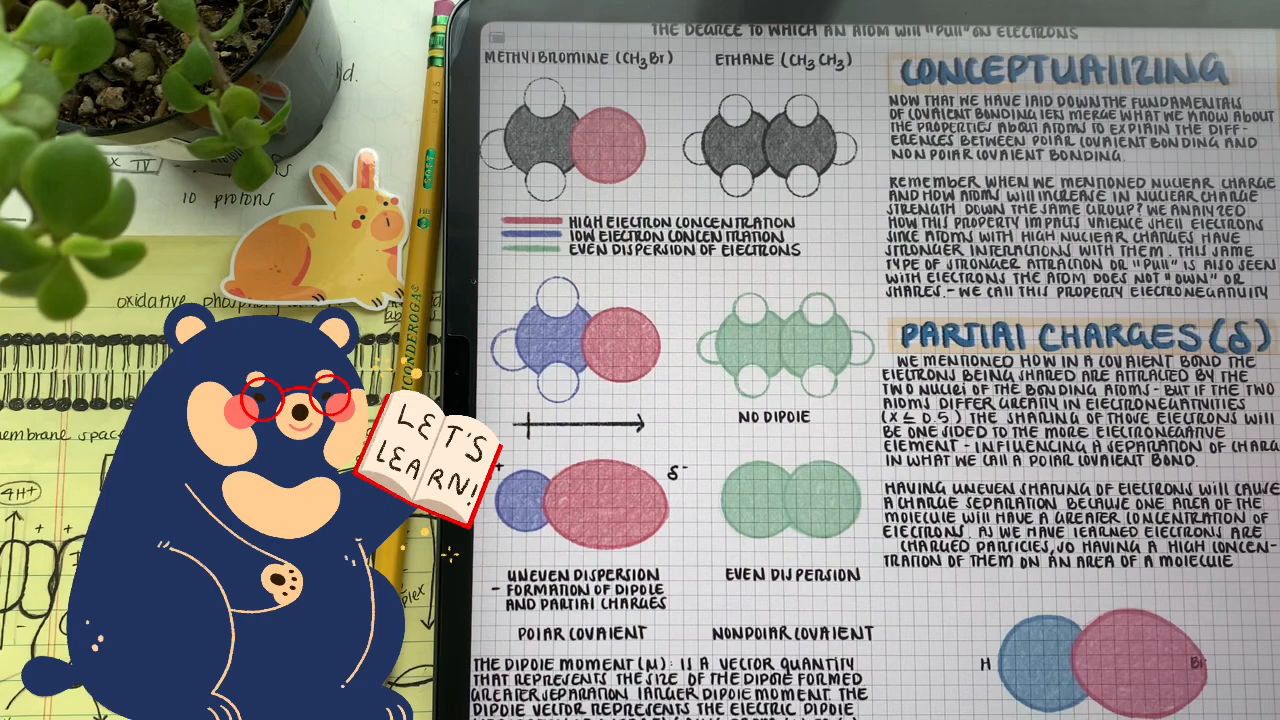 THE DEGREE TO WHICH AN ATOM WILL "PULL" ON ELECTRONS
METHYLBROMINE (CH3Br)
ETHANE (CH3CH3)
HIGH ELECTRON CONCENTRATION
LOW ELECTRON CONCENTRATION
EVEN DISPERSION OF ELECTRONS
NO DIPOLE
+
δ-
UNEVEN DISPERSION
- FORMATION OF DIPOLE
AND PARTIAL CHARGES
EVEN DISPERSION
POLAR COVALENT
NONPOLAR COVALENT
THE DIPOLE MOMENT (μ): IS A VECTOR QUANTITY
THAT REPRESENTS THE SIZE OF THE DIPOLE FORMED
GREATER SEPARATION LARGER DIPOLE MOMENT. THE
DIPOLE VECTOR REPRESENTS THE ELECTRIC DIPOLE
CONCEPTUALIZING
NOW THAT WE HAVE LAID DOWN THE FUNDAMENTALS
OF COVALENT BONDING LETS MERGE WHAT WE KNOW ABOUT
THE PROPERTIES ABOUT ATOMS TO EXPLAIN THE DIFF-
ERENCES BETWEEN POLAR COVALENT BONDING AND
NON POLAR COVALENT BONDING.
REMEMBER WHEN WE MENTIONED NUCLEAR CHARGE
AND HOW ATOMS WILL INCREASE IN NUCLEAR CHARGE
STRENGTH DOWN THE SAME GROUP? WE ANALYZED
HOW THIS PROPERTY IMPACTS VALENCE SHELL ELECTRONS
SINCE ATOMS WITH HIGH NUCLEAR CHARGES HAVE
STRONGER INTERACTIONS WITH THEM. THIS SAME
TYPE OF STRONGER ATTRACTION OR "PULL" IS ALSO SEEN
WITH ELECTRONS THE ATOM DOES NOT "OWN" OR
SHARES. - WE CALL THIS PROPERTY ELECTRONEGATIVITY
PARTIAL CHARGES (δ)
WE MENTIONED HOW IN A COVALENT BOND THE
ELECTRONS BEING SHARED ARE ATTRACTED BY THE
TWO NUCLEI OF THE BONDING ATOMS - BUT IF THE TWO
ATOMS DIFFER GREATLY IN ELECTRONEGATIVITIES
(X ≤ 0.5) THE SHARING OF THOSE ELECTRONS WILL
BE ONE SIDED TO THE MORE ELECTRONEGATIVE
ELEMENT - INFLUENCING A SEPARATION OF CHARG
IN WHAT WE CALL A POLAR COVALENT BOND.
HAVING UNEVEN SHARING OF ELECTRONS WILL CAUSE
A CHARGE SEPARATION BECAUSE ONE AREA OF THE
MOLECULE WILL HAVE A GREATER CONCENTRATION OF
ELECTRONS. AS WE HAVE LEARNED ELECTRONS ARE
CHARGED PARTICLES, SO HAVING A HIGH CONCEN-
TRATION OF THEM ON AN AREA OF A MOLECULE
H
Br
LET'S
LEARN!
10 protons
oxidative
4H+
+ +
SOFT